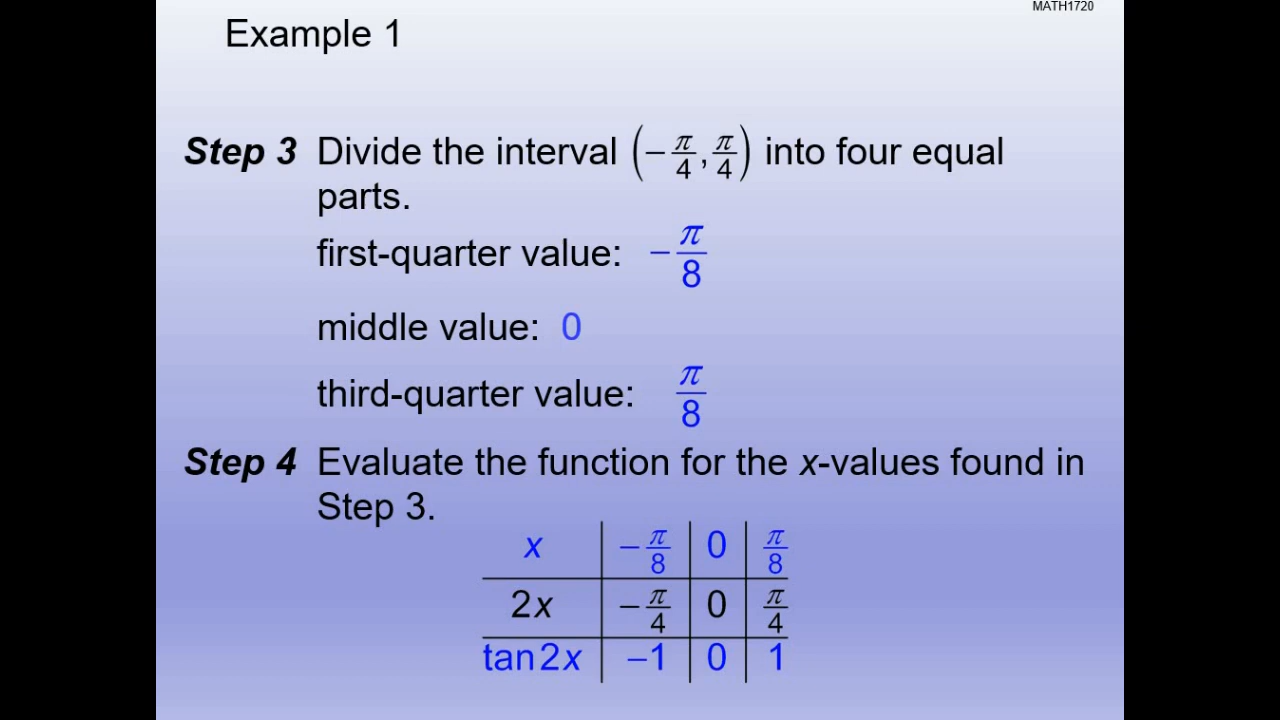 MATH1720
Example 1
Step 3 Divide the interval (−π/4, π/4) into four equal
parts.
first-quarter value: −π/8
middle value: 0
third-quarter value: π/8
Step 4 Evaluate the function for the x-values found in
Step 3.
x −π/8 0 π/8
2x −π/4 0 π/4
tan 2x −1 0 1